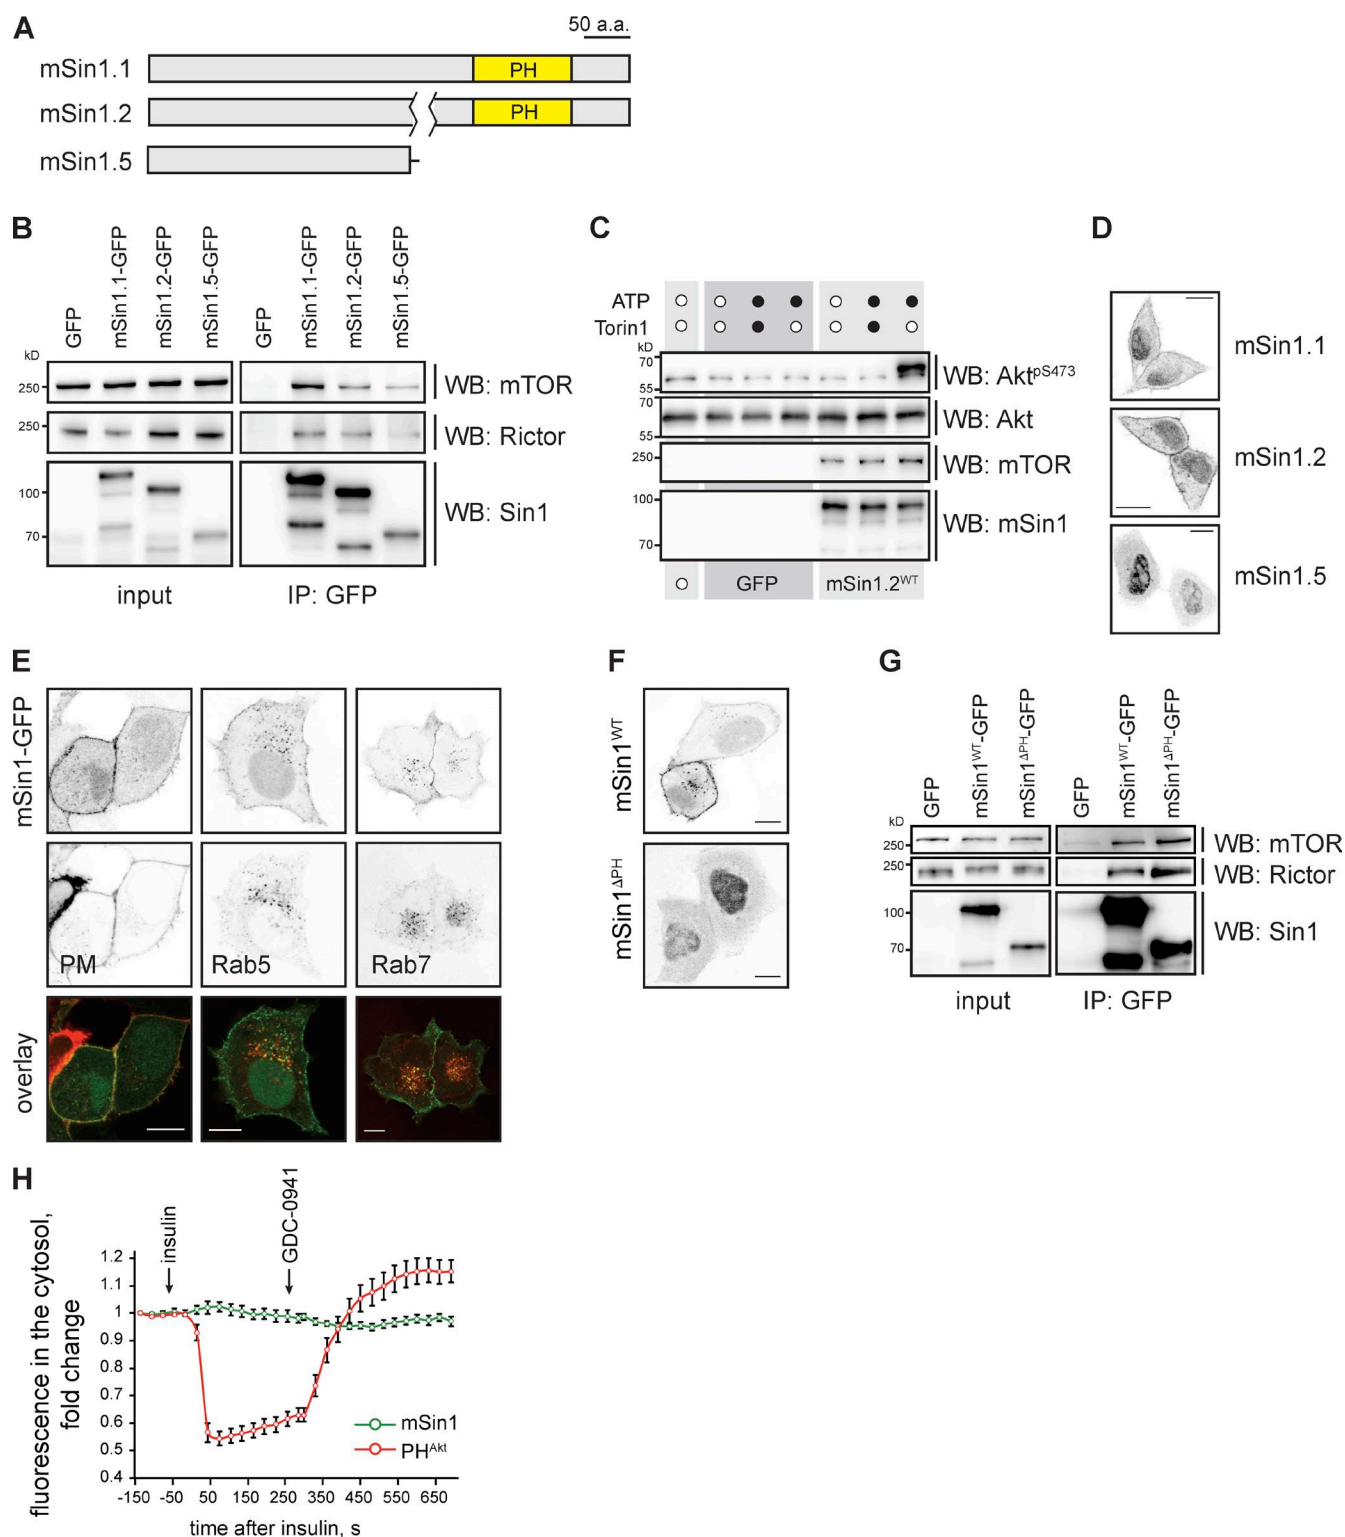 A
50 a.a.
mSin1.1
PH
mSin1.2
PH
mSin1.5
B
GFP
mSin1.1-GFP
mSin1.2-GFP
mSin1.5-GFP
GFP
mSin1.1-GFP
mSin1.2-GFP
mSin1.5-GFP
kD
250
WB: mTOR
250
WB: Rictor
100
70
WB: Sin1
input
IP: GFP
C
ATP
Torin1
kD
70
55
WB: AktpS473
70
55
WB: Akt
250
WB: mTOR
100
70
WB: mSin1
GFP
mSin1.2WT
D
mSin1.1
mSin1.2
mSin1.5
E
mSin1-GFP
PM
Rab5
Rab7
overlay
F
mSin1WT
mSin1ΔPH
G
GFP
mSin1WT-GFP
mSin1ΔPH-GFP
GFP
mSin1WT-GFP
mSin1ΔPH-GFP
kD
250
WB: mTOR
250
WB: Rictor
100
70
WB: Sin1
input
IP: GFP
H
insulin
GDC-0941
fluorescence in the cytosol,
fold change
1.2
1.1
1
0.9
0.8
0.7
0.6
0.5
0.4
mSin1
PHAkt
-150 -50 50 150 250 350 450 550 650
time after insulin, s